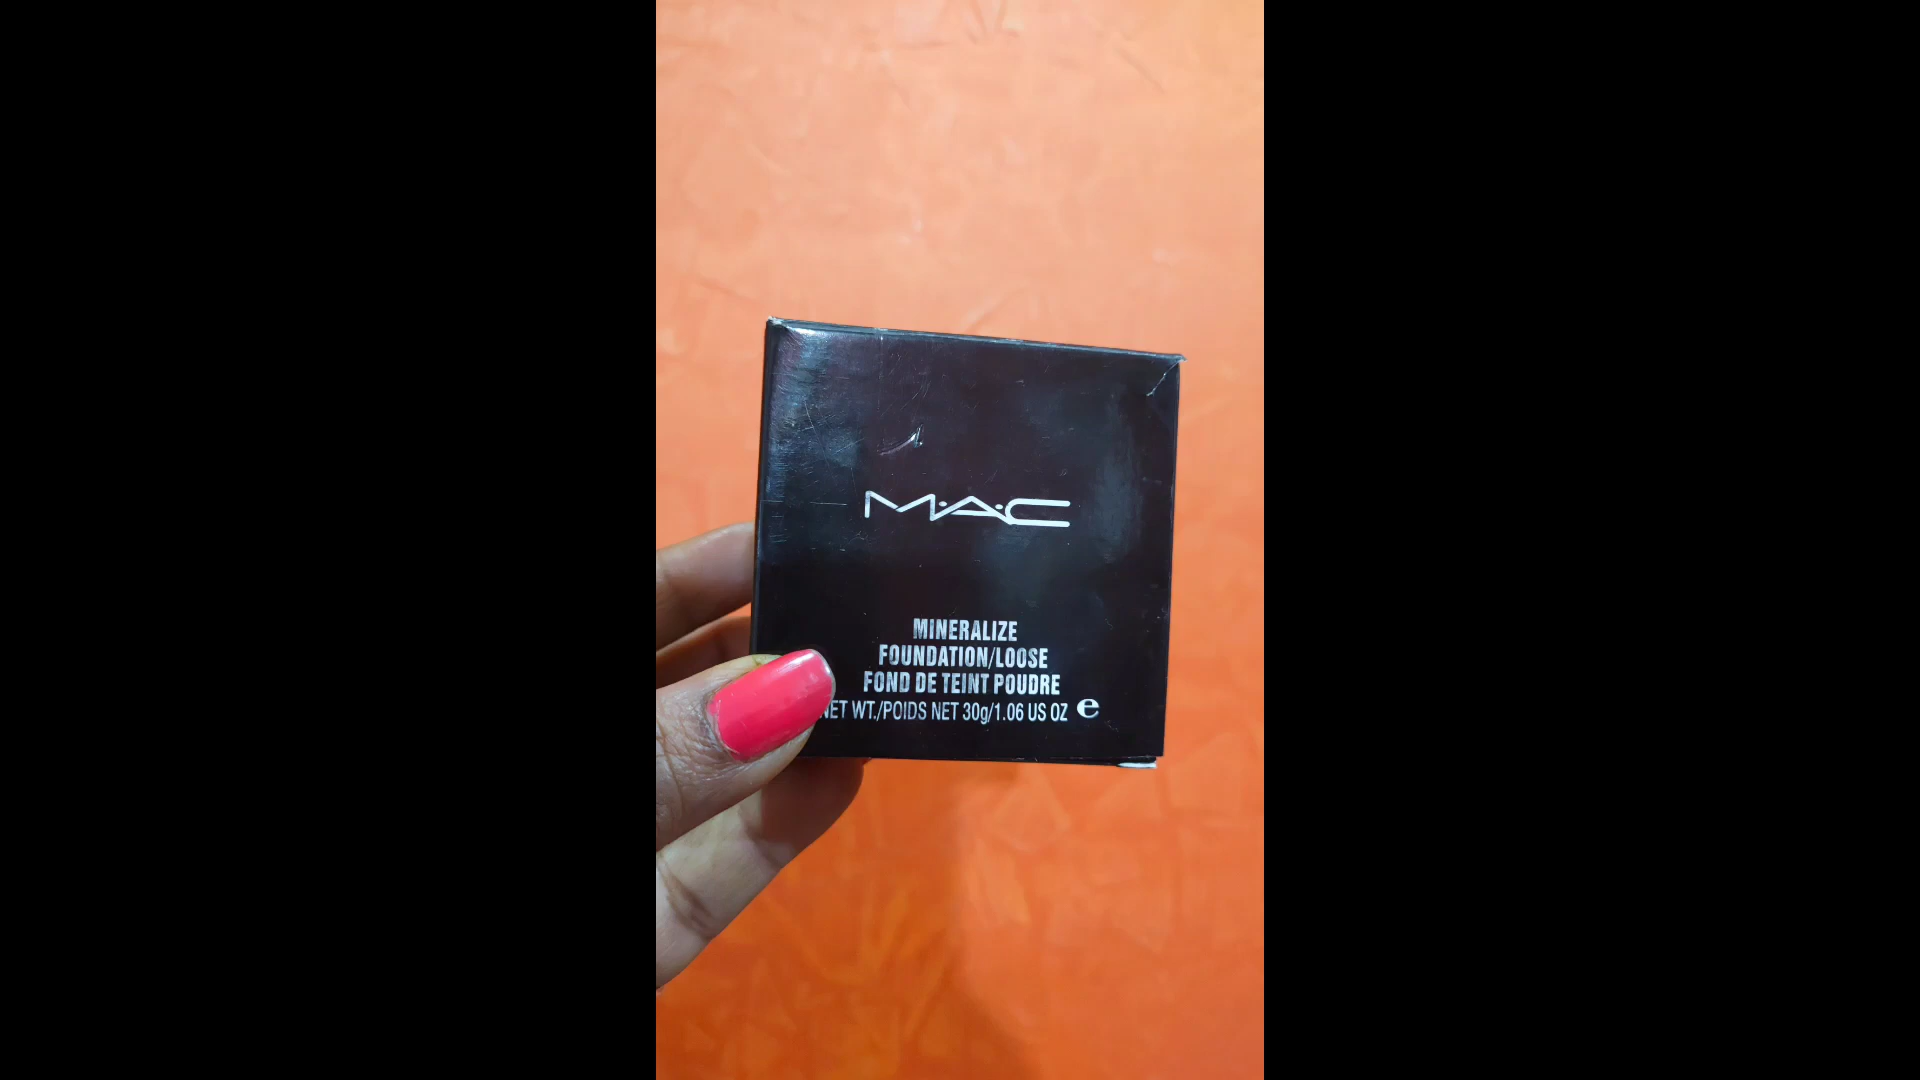 M·A·C
MINERALIZE
FOUNDATION/LOOSE
FOND DE TEINT POUDRE
NET WT./POIDS NET 30g/1.06 US OZ e